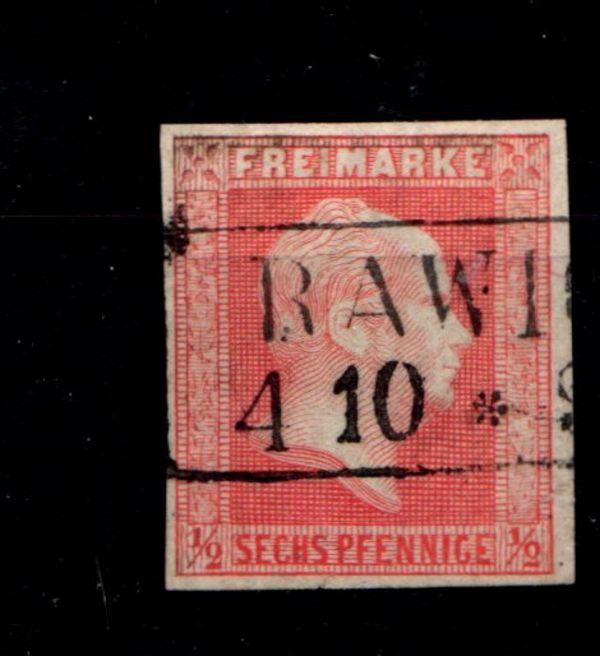 FREIMARKE
RAWI
4 10 *
½ SECHS PFENNIGE ½